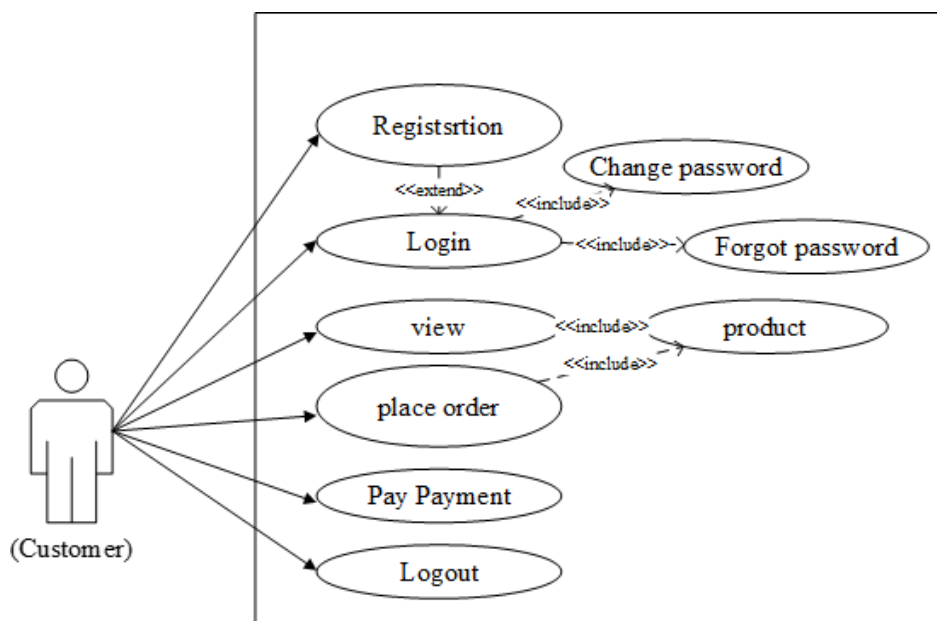 Registsrtion
Change password
<<extend>>
<<include>>
Login
<<include>>
Forgot password
view
<<include>>
product
<<include>>
place order
Pay Payment
(Customer)
Logout